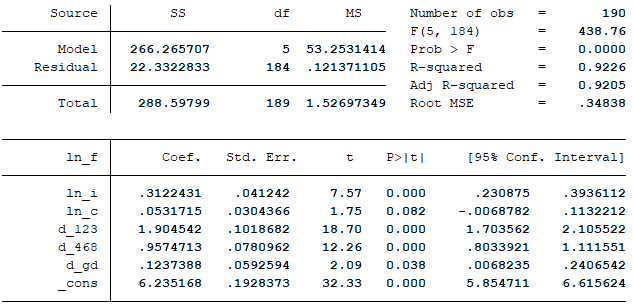 Source SS df MS Number of obs = 190
F(5, 184) = 438.76
Model 266.265707 5 53.2531414 Prob > F = 0.0000
Residual 22.3322833 184 .121371105 R-squared = 0.9226
Adj R-squared = 0.9205
Total 288.59799 189 1.52697349 Root MSE = .34838
ln_f Coef. Std. Err. t P>|t| [95% Conf. Interval]
ln_i .3122431 .041242 7.57 0.000 .230875 .3936112
ln_c .0531715 .0304366 1.75 0.082 -.0068782 .1132212
d_123 1.904542 .1018682 18.70 0.000 1.703562 2.105522
d_468 .9574713 .0780962 12.26 0.000 .8033921 1.111551
d_gd .1237388 .0592594 2.09 0.038 .0068235 .2406542
_cons 6.235168 .1928373 32.33 0.000 5.854711 6.615624